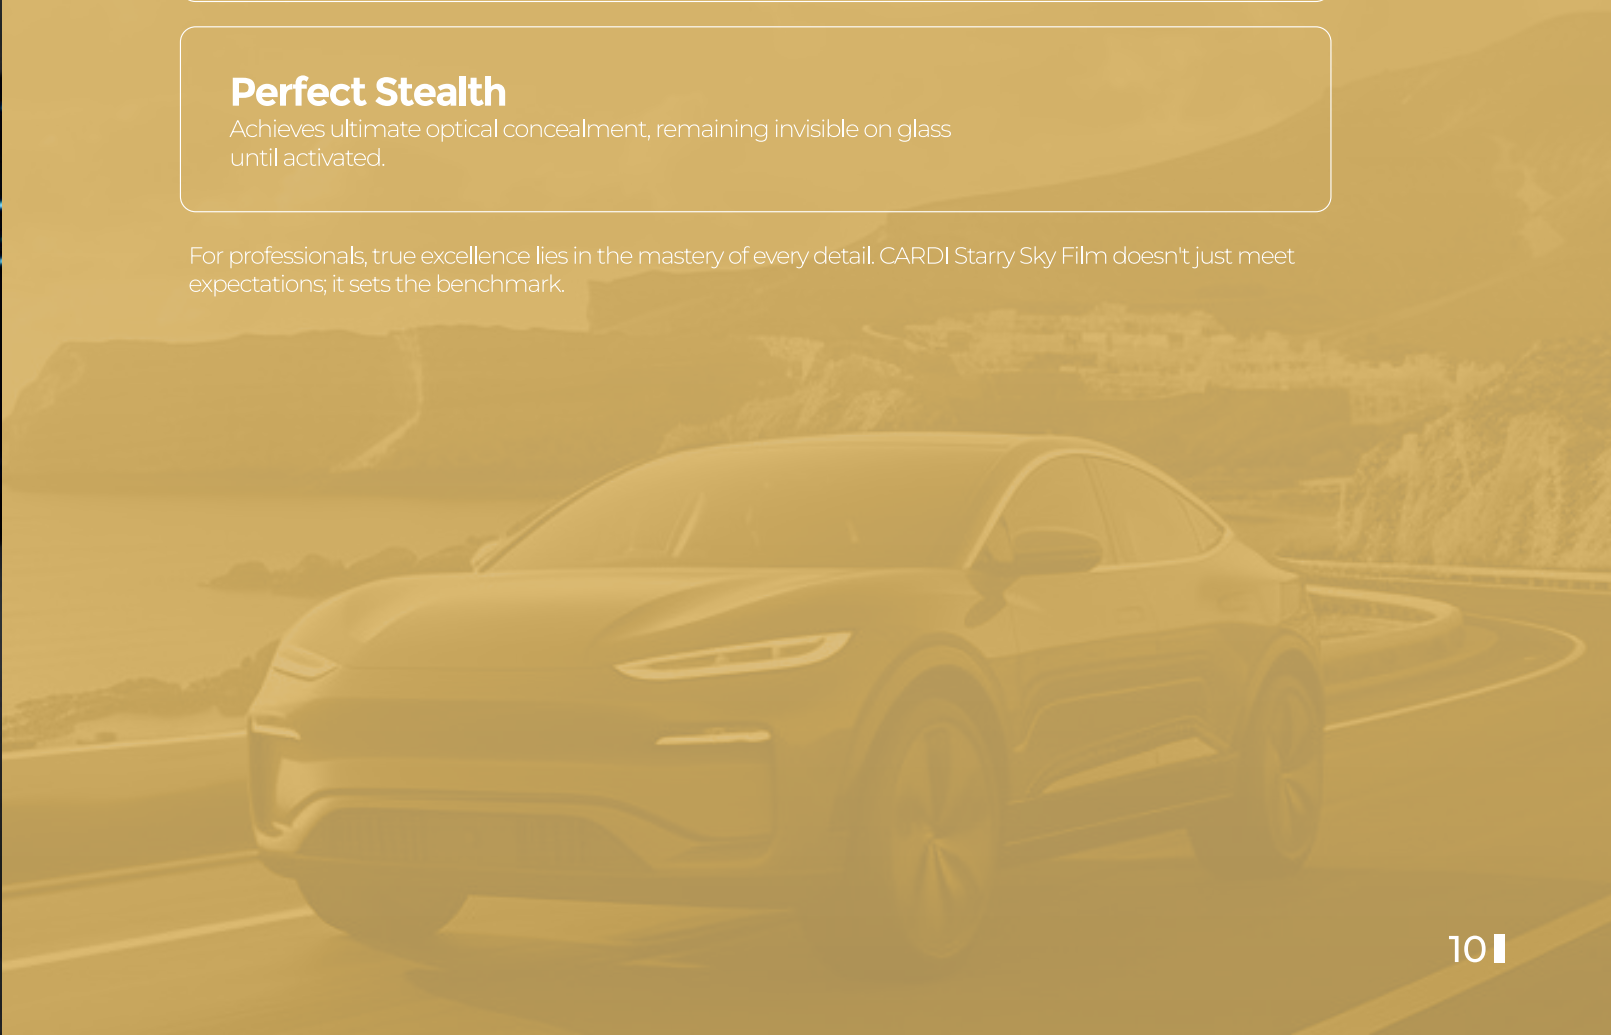 Perfect Stealth
Achieves ultimate optical concealment, remaining invisible on glass
until activated.
For professionals, true excellence lies in the mastery of every detail. CARDI Starry Sky Film doesn't just meet
expectations; it sets the benchmark.
10